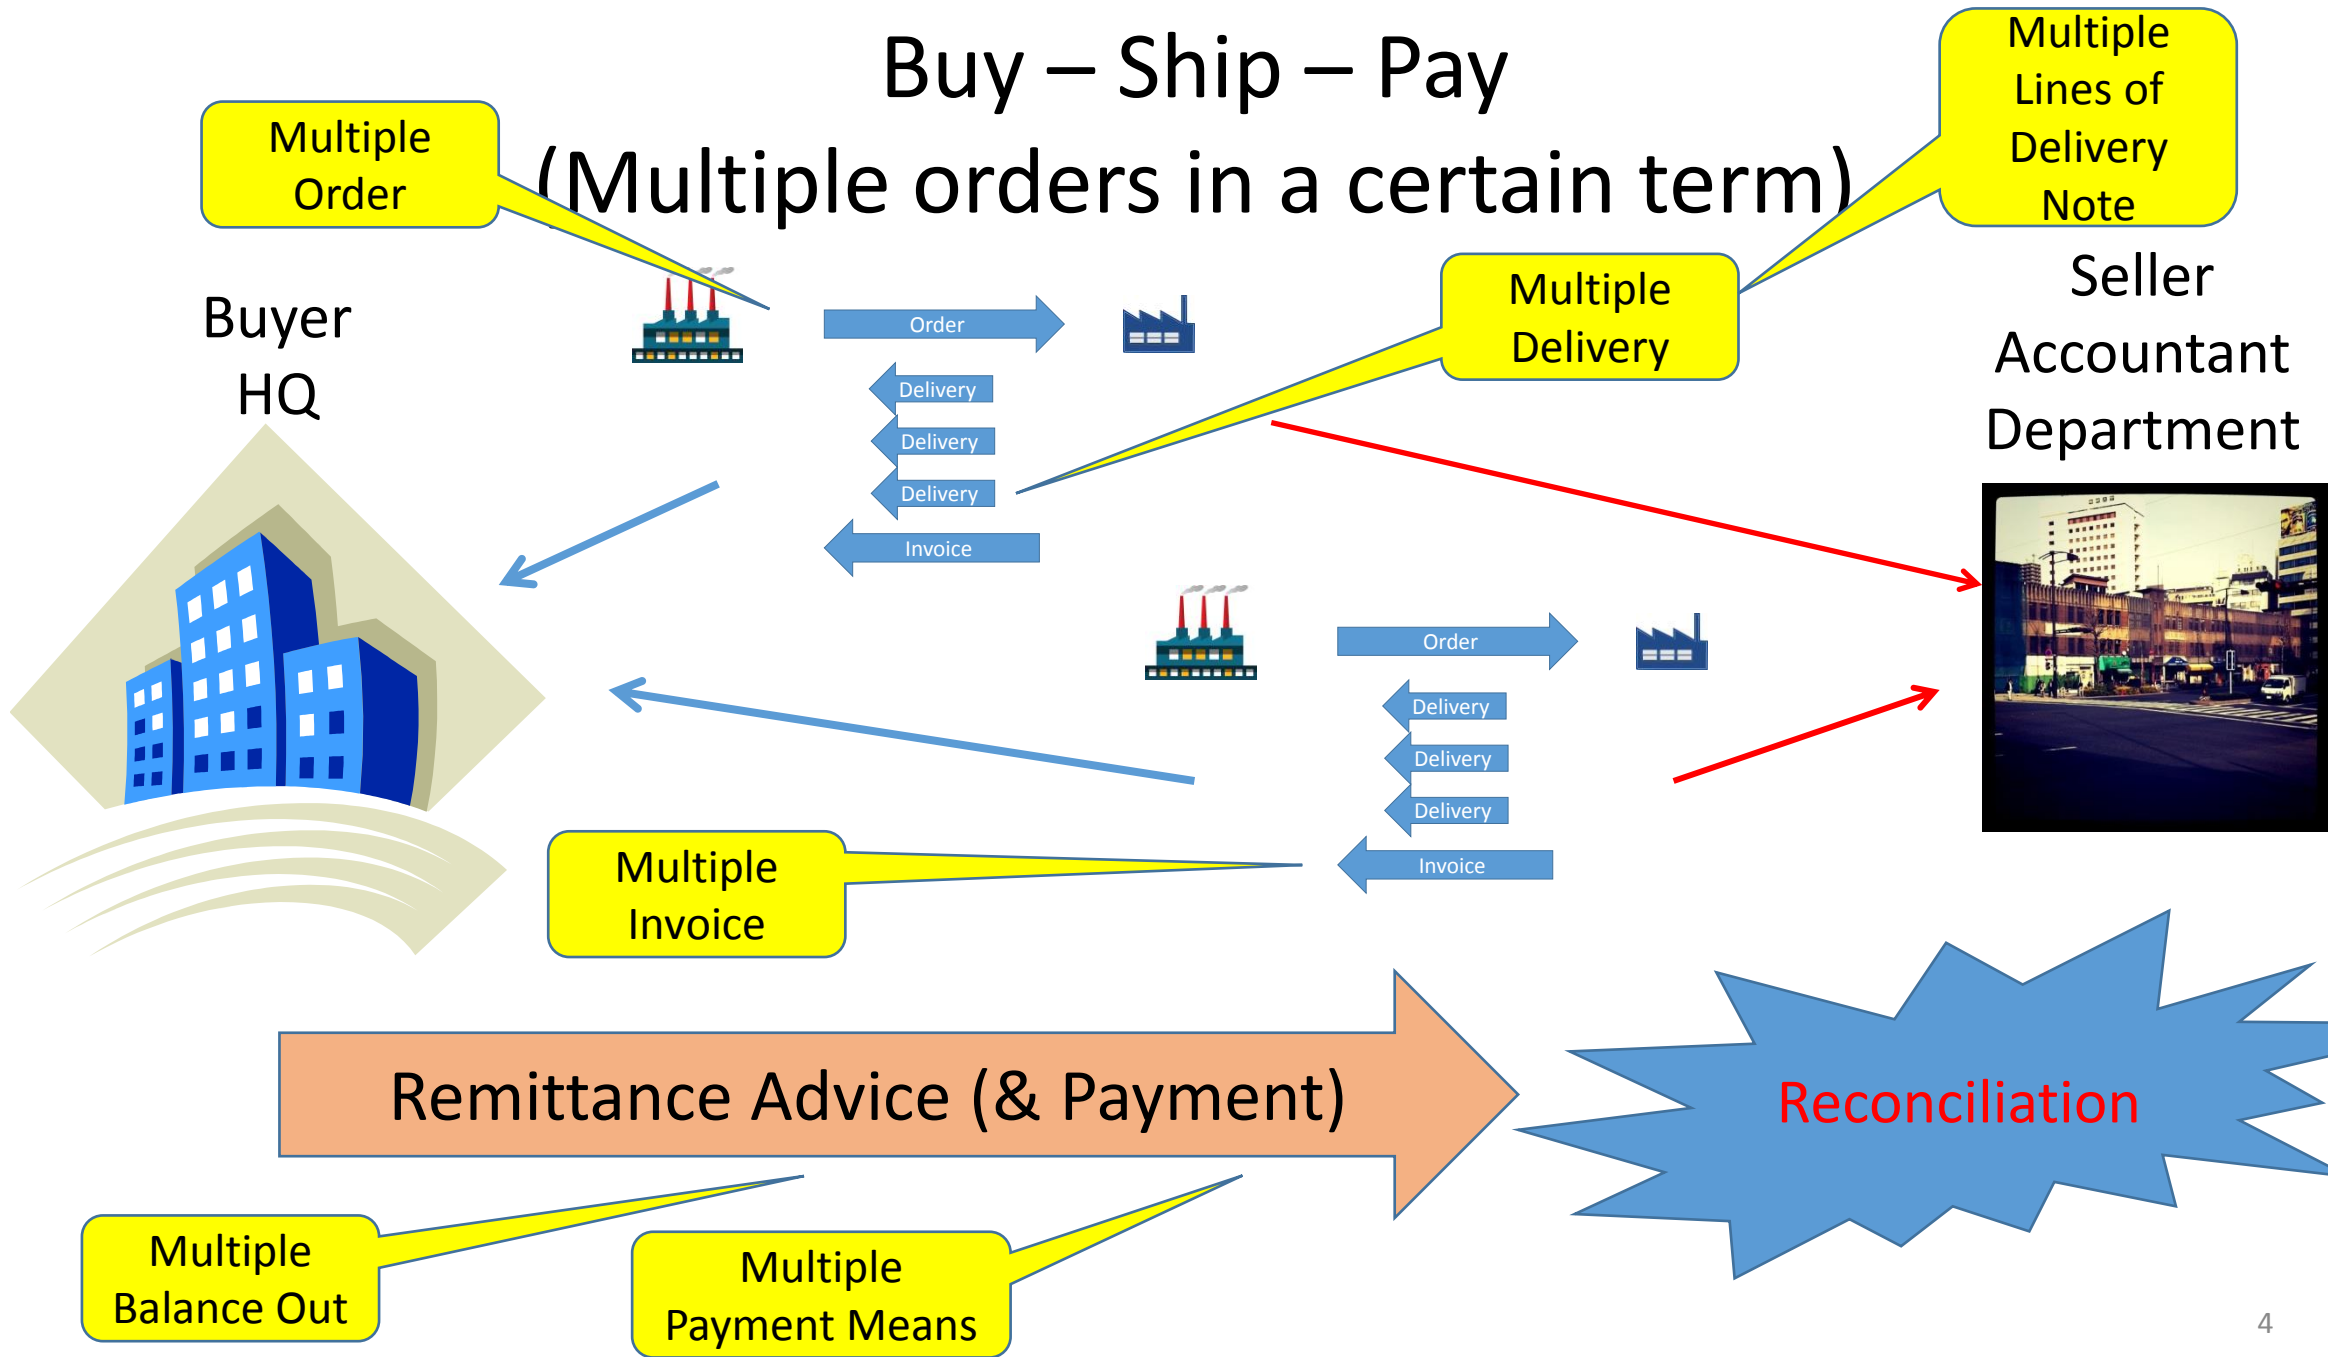 Buy – Ship – Pay
(Multiple orders in a certain term)
Multiple
Order
Multiple
Lines of
Delivery
Note
Multiple
Delivery
Buyer
HQ
Seller
Accountant
Department
Order
Delivery
Delivery
Delivery
Invoice
Order
Delivery
Delivery
Delivery
Invoice
Multiple
Invoice
Remittance Advice (& Payment)
Reconciliation
Multiple
Balance Out
Multiple
Payment Means
4